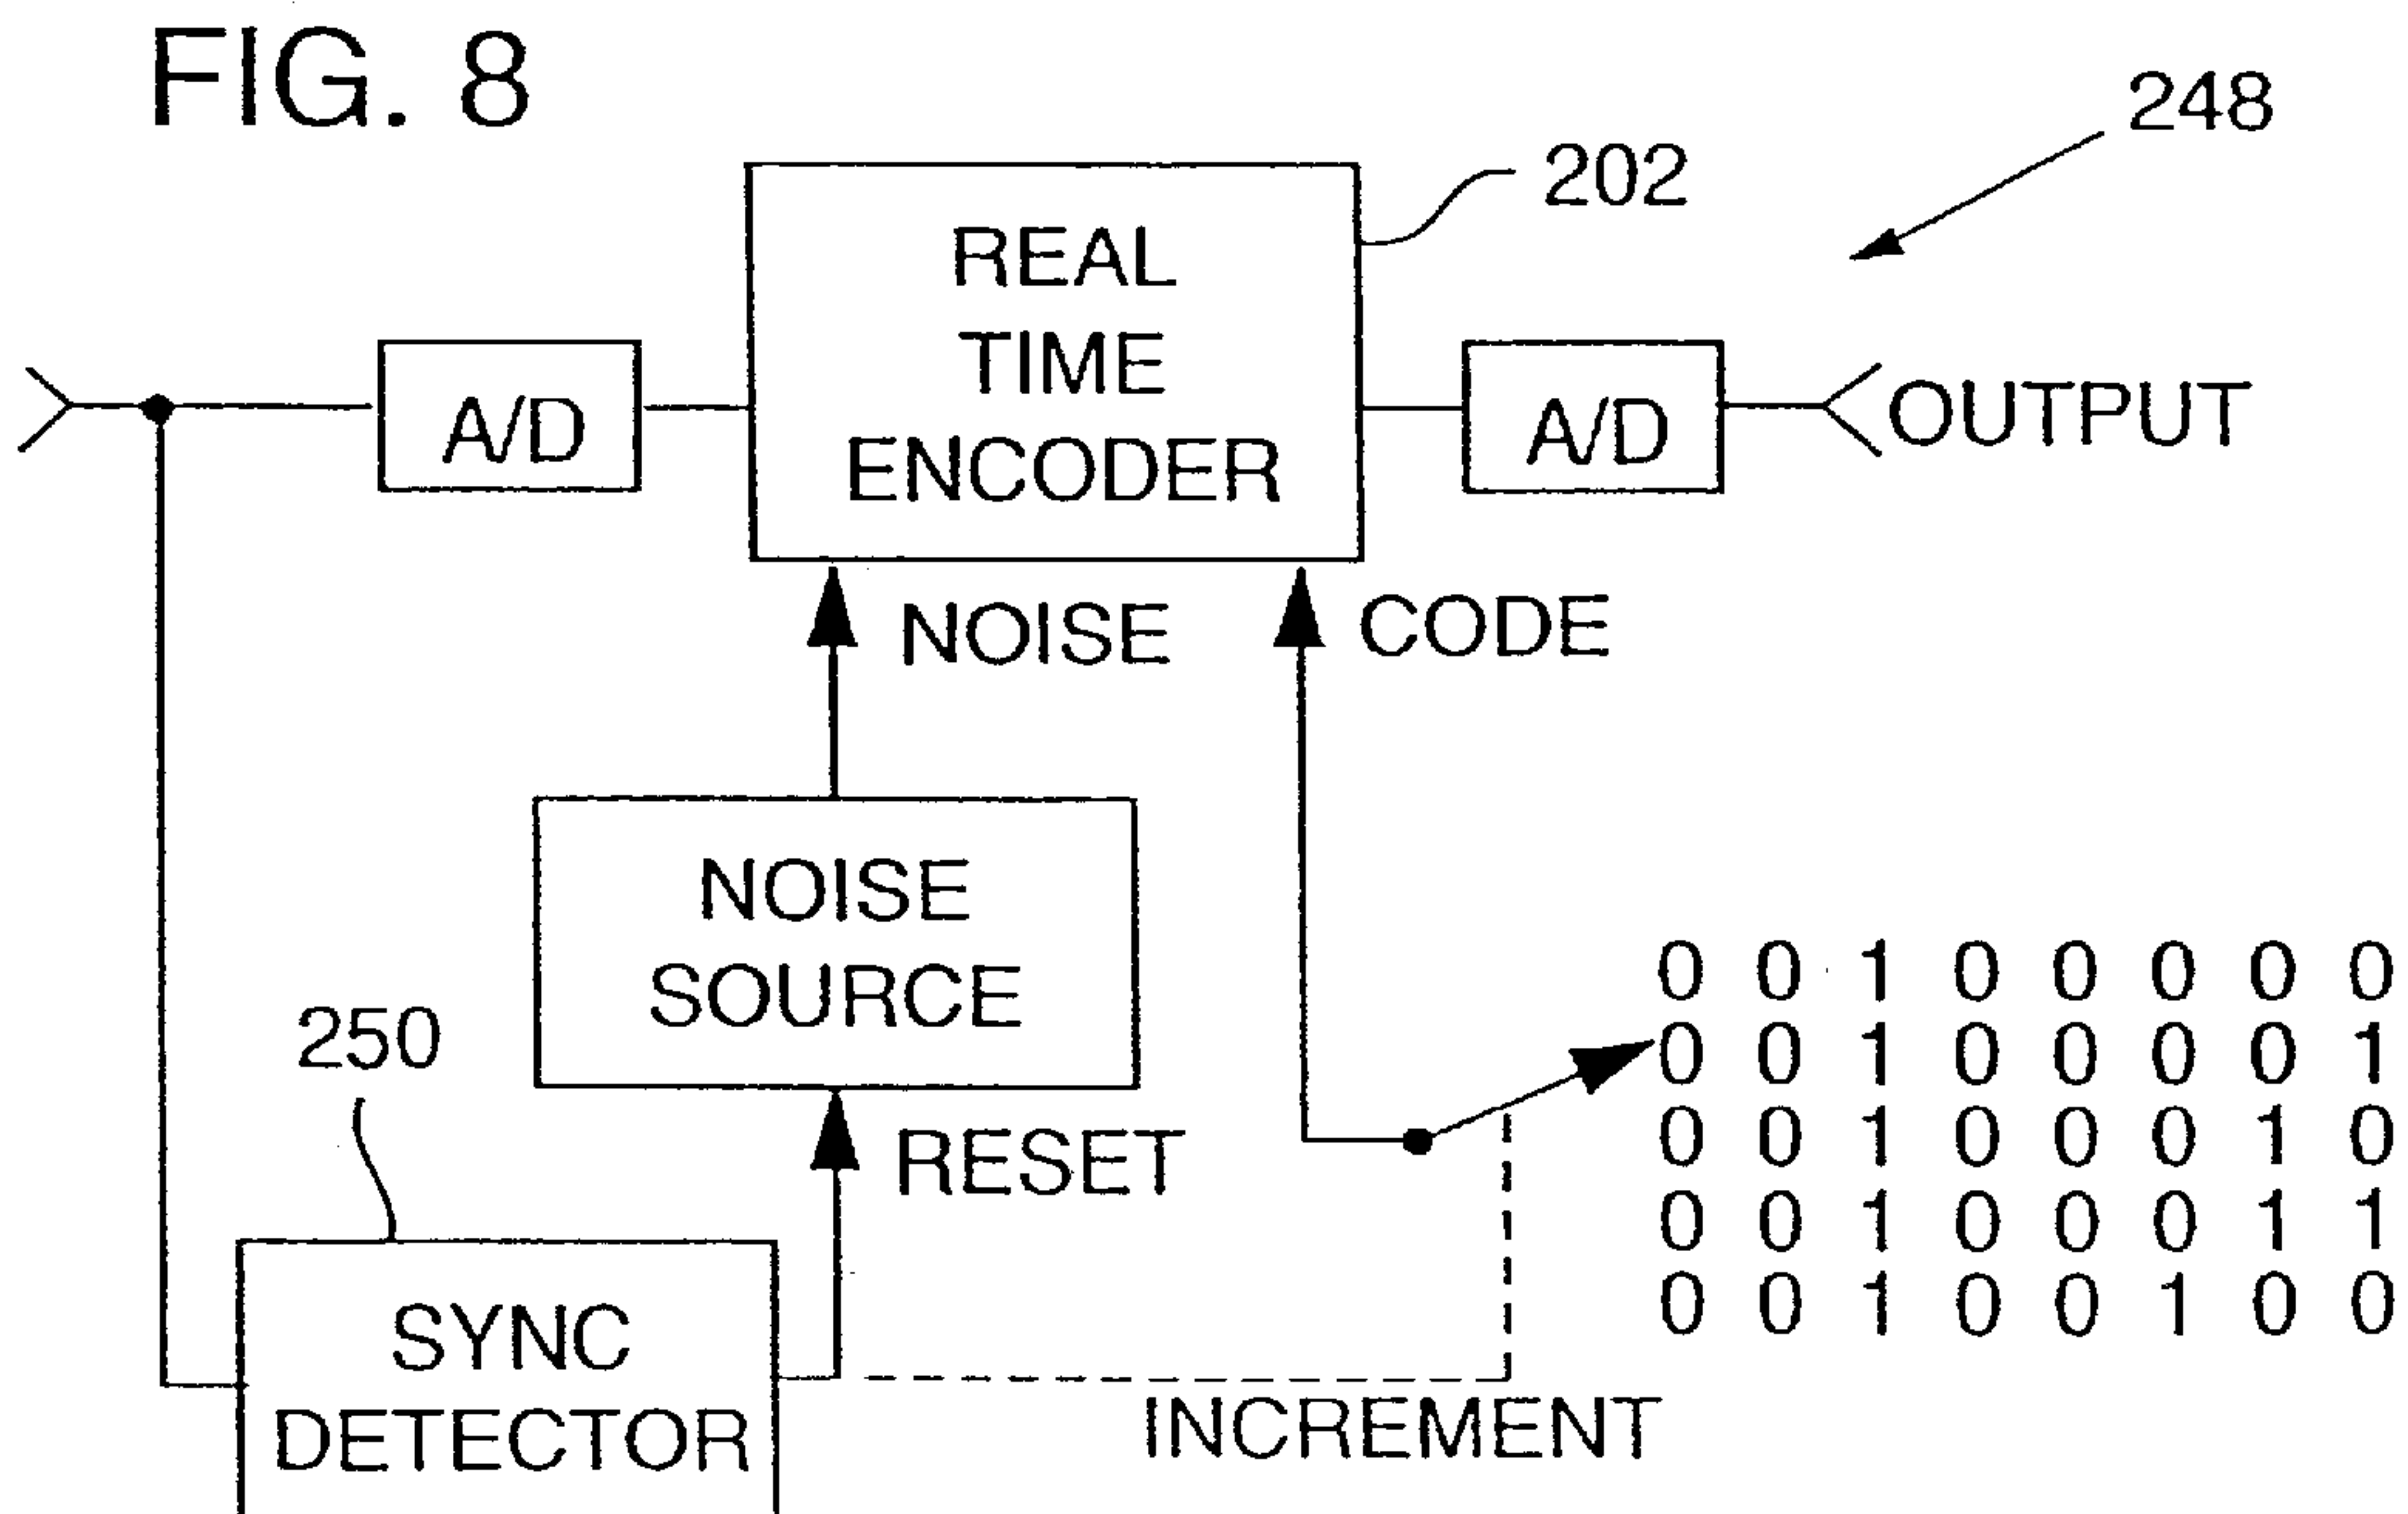 FIG. 8
248
202
REAL
TIME
ENCODER
A/D
A/D
OUTPUT
NOISE
CODE
NOISE
SOURCE
250
RESET
0 0 1 0 0 0 0 0
0 0 1 0 0 0 0 1
0 0 1 0 0 0 1 0
0 0 1 0 0 0 1 1
0 0 1 0 0 1 0 0
SYNC
DETECTOR
INCREMENT